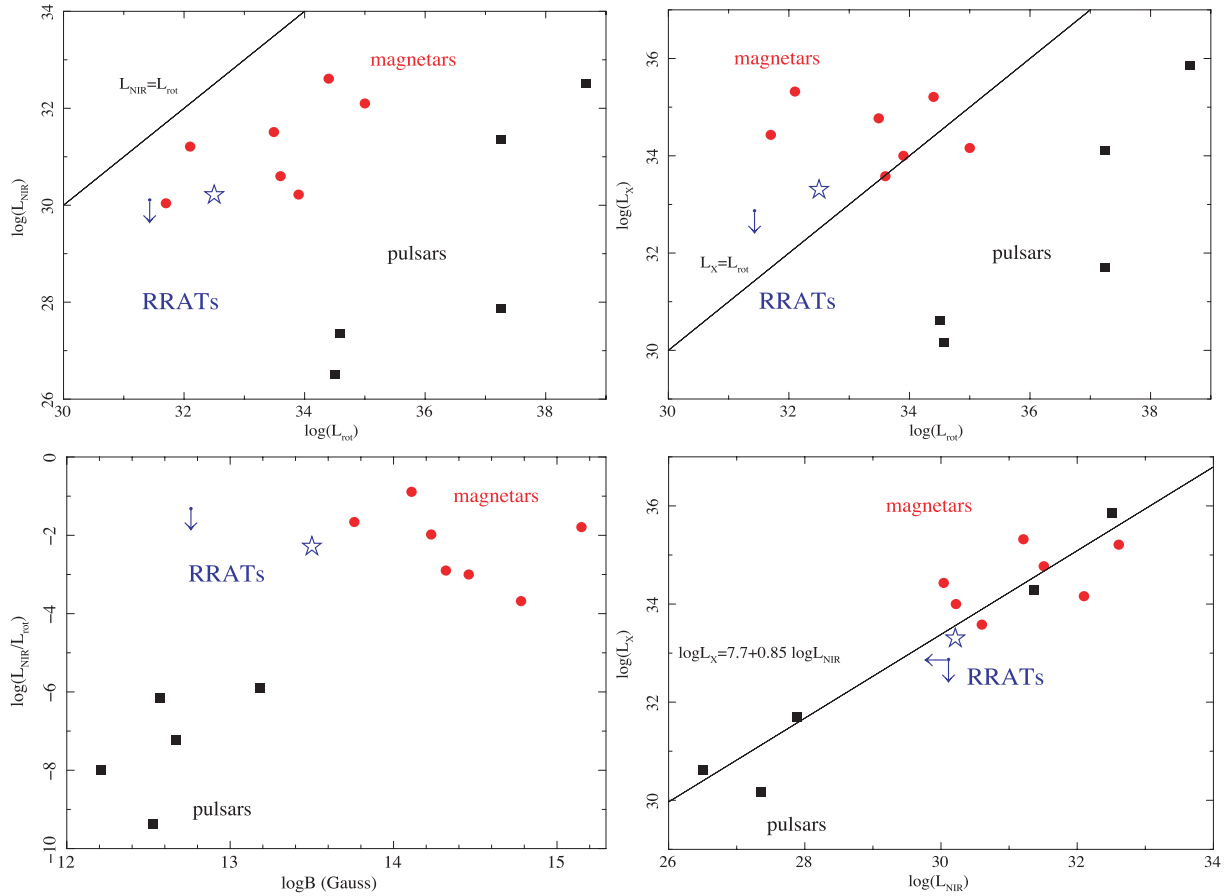 34
32
30
28
26
log(L_NIR)
L_NIR=L_rot
magnetars
pulsars
RRATs
30
32
34
36
38
log(L_rot)
36
34
32
30
log(L_X)
magnetars
L_X=L_rot
pulsars
RRATs
30
32
34
36
38
log(L_rot)
0
−2
−4
−6
−8
−10
log(L_NIR/L_rot)
magnetars
RRATs
pulsars
12
13
14
15
logB (Gauss)
36
34
32
30
log(L_X)
magnetars
logL_X=7.7+0.85 logL_NIR
RRATs
pulsars
26
28
30
32
34
log(L_NIR)